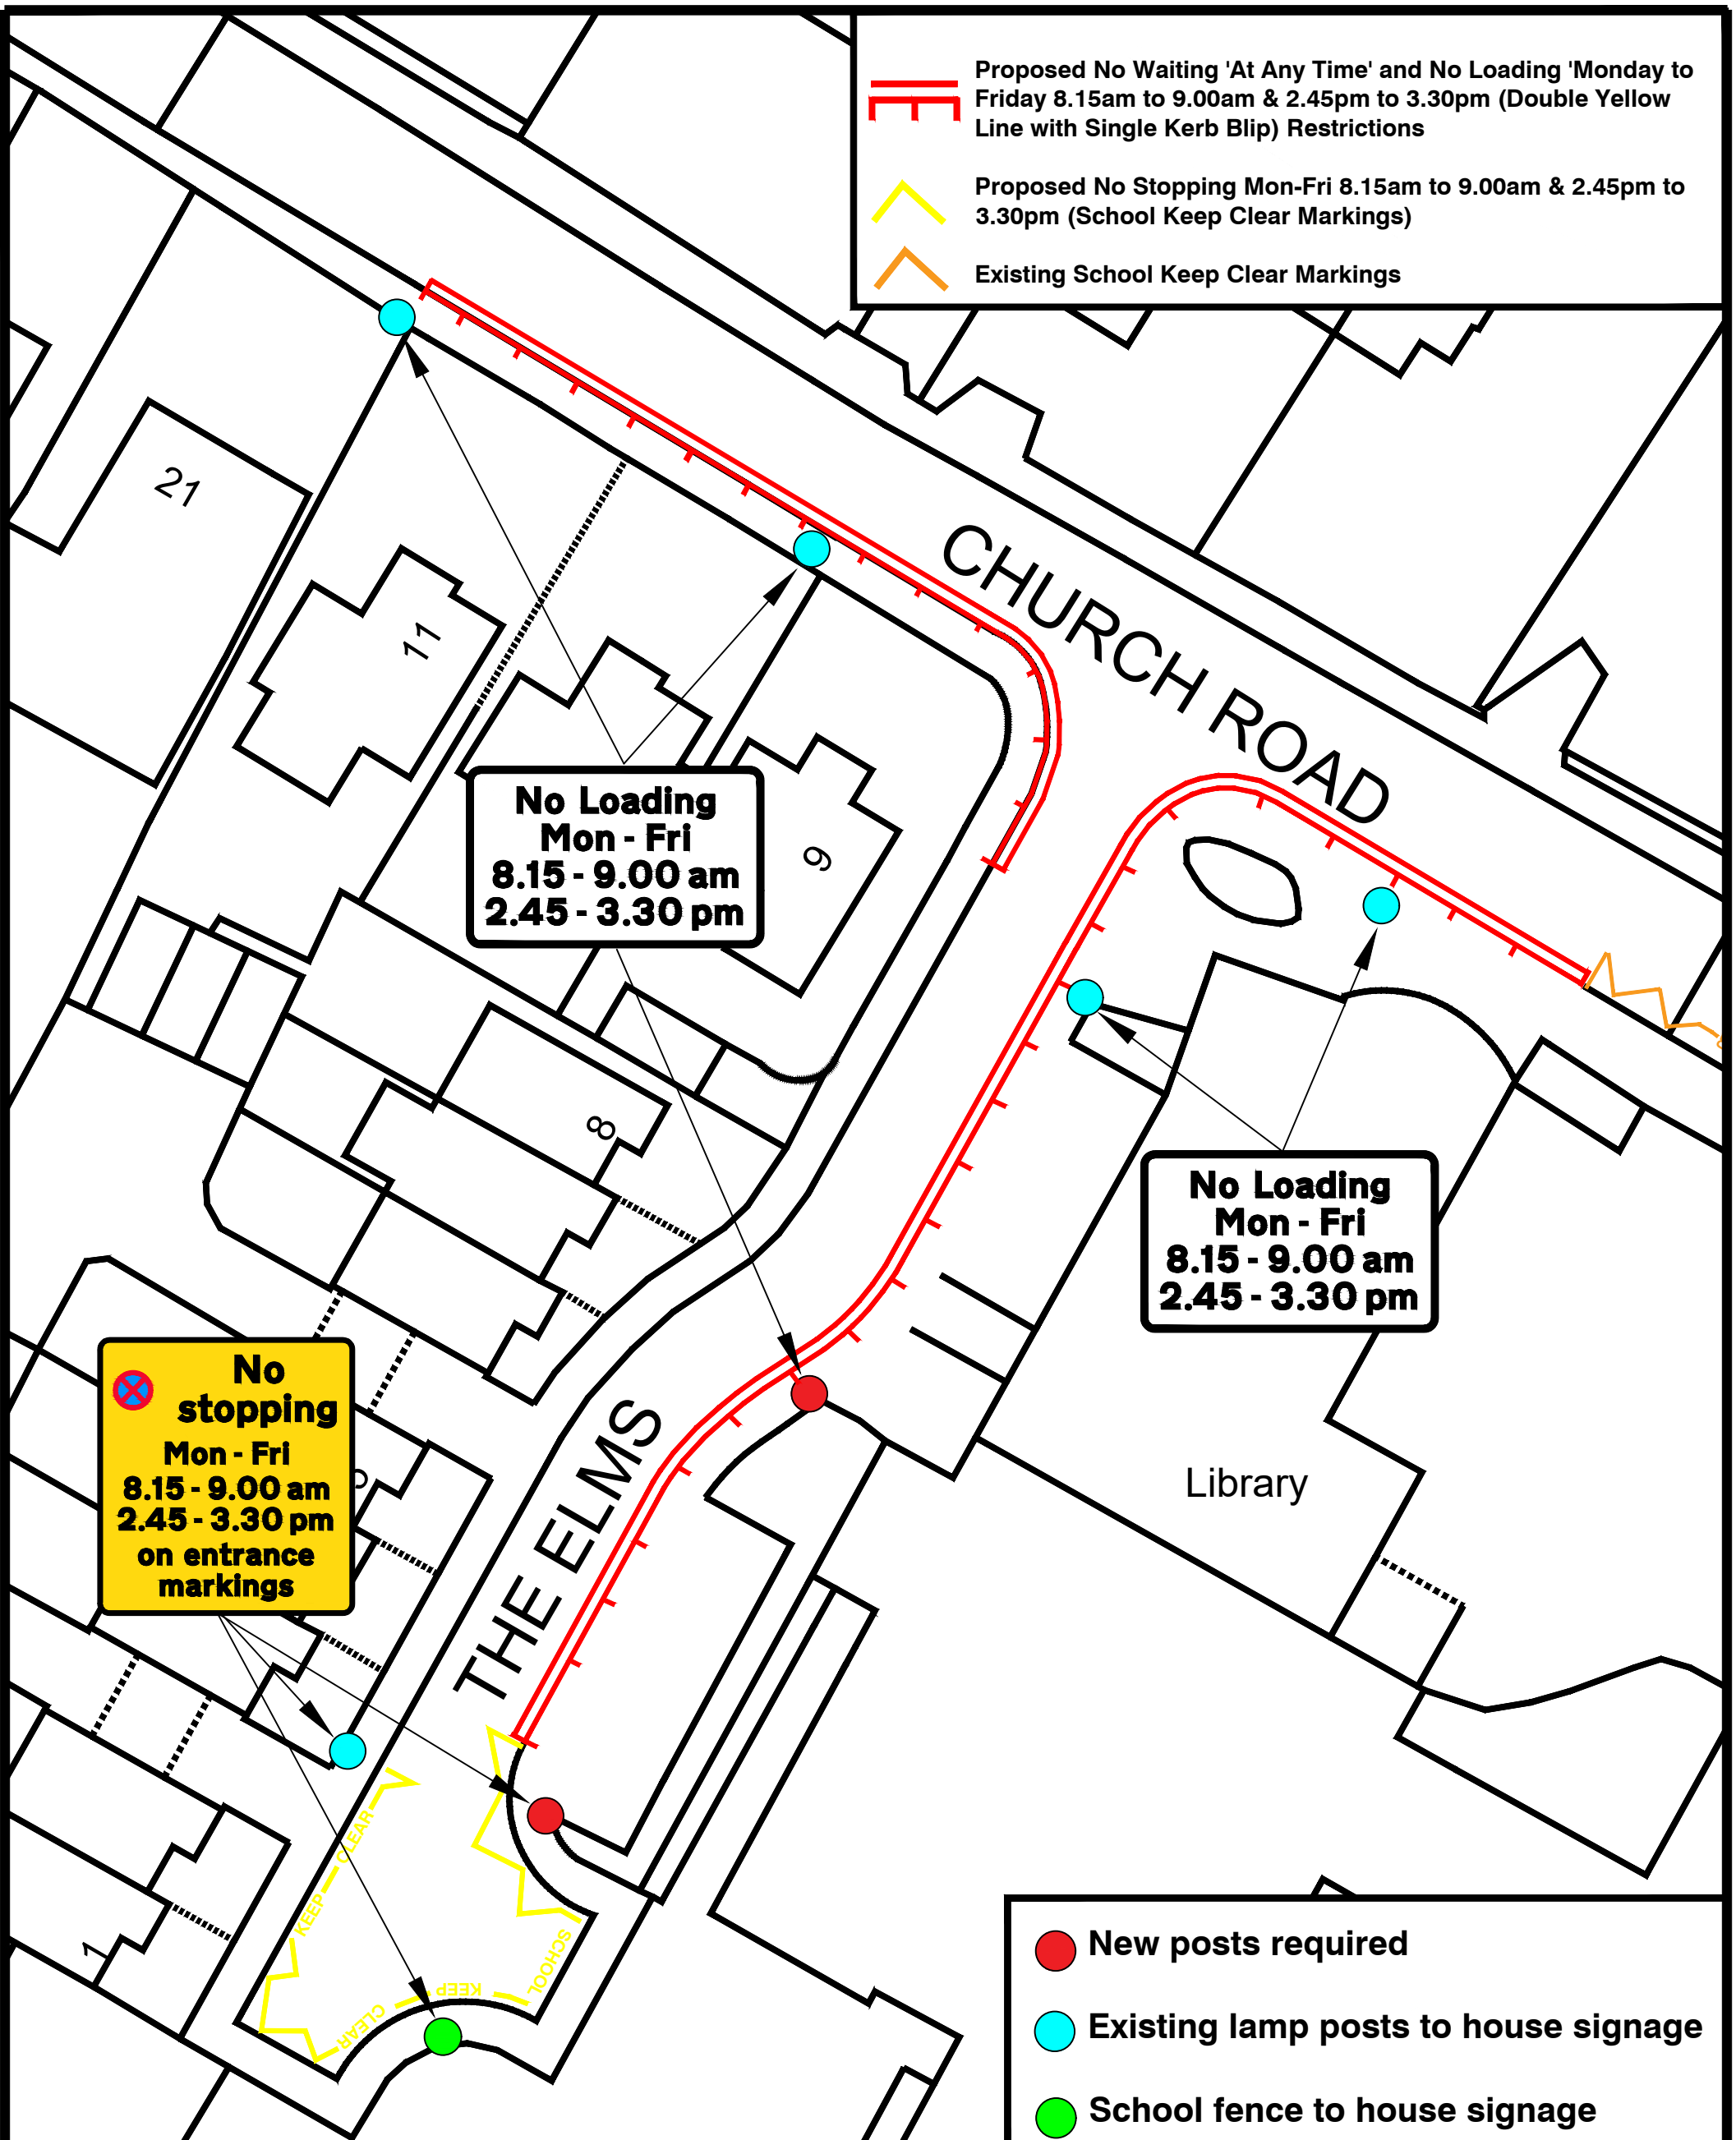 Proposed No Waiting 'At Any Time' and No Loading 'Monday to
Friday 8.15am to 9.00am & 2.45pm to 3.30pm (Double Yellow
Line with Single Kerb Blip) Restrictions
Proposed No Stopping Mon-Fri 8.15am to 9.00am & 2.45pm to
3.30pm (School Keep Clear Markings)
Existing School Keep Clear Markings
21
11
CHURCH ROAD
No Loading
Mon - Fri
8.15 - 9.00 am
2.45 - 3.30 pm
9
8
No Loading
Mon - Fri
8.15 - 9.00 am
2.45 - 3.30 pm
No
stopping
Mon - Fri
8.15 - 9.00 am
2.45 - 3.30 pm
on entrance
markings
THE ELMS
Library
KEEP CLEAR
1
SCHOOL
KEEP
CLEAR
New posts required
Existing lamp posts to house signage
School fence to house signage